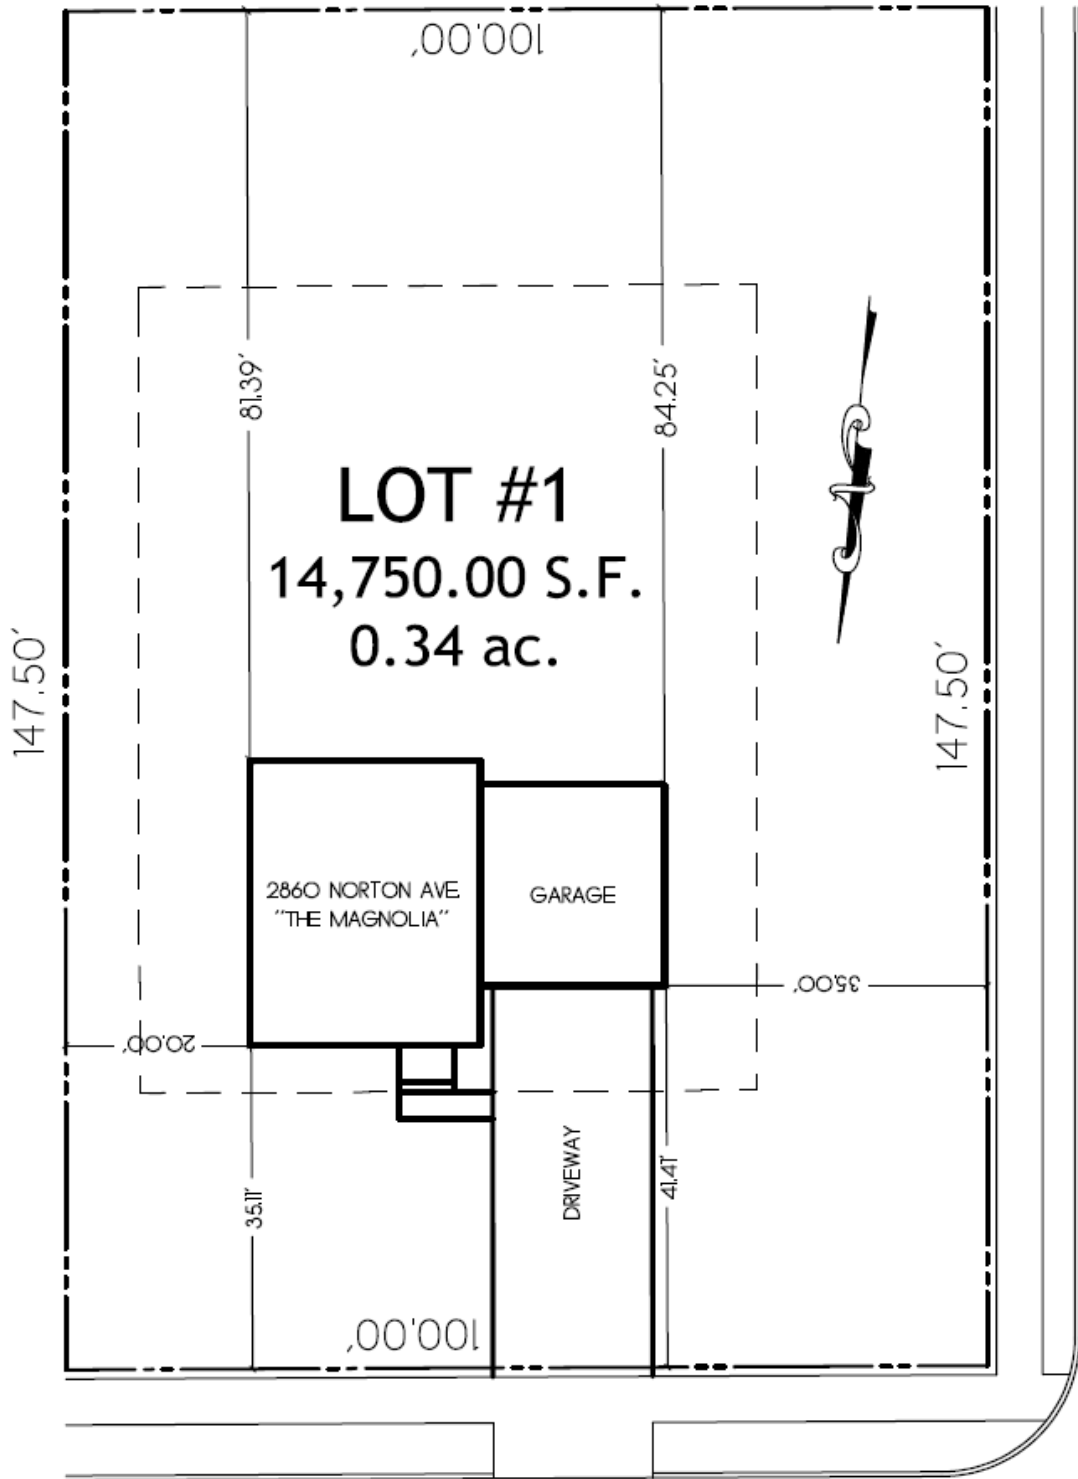 100.00'
81.39'
84.25'
LOT #1
14,750.00 S.F.
0.34 ac.
147.50'
147.50'
2860 NORTON AVE.
"THE MAGNOLIA"
GARAGE
35.00'
20.00'
DRIVEWAY
41.41'
35.11'
100.00'